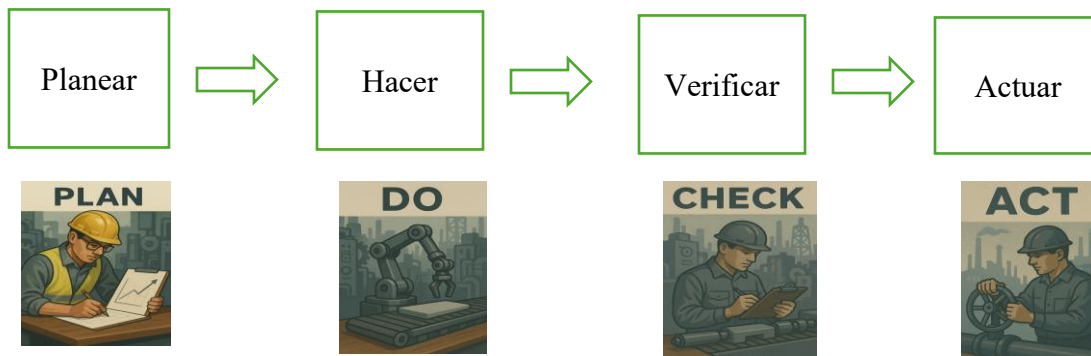 Planear
Hacer
Verificar
Actuar
PLAN
DO
CHECK
ACT